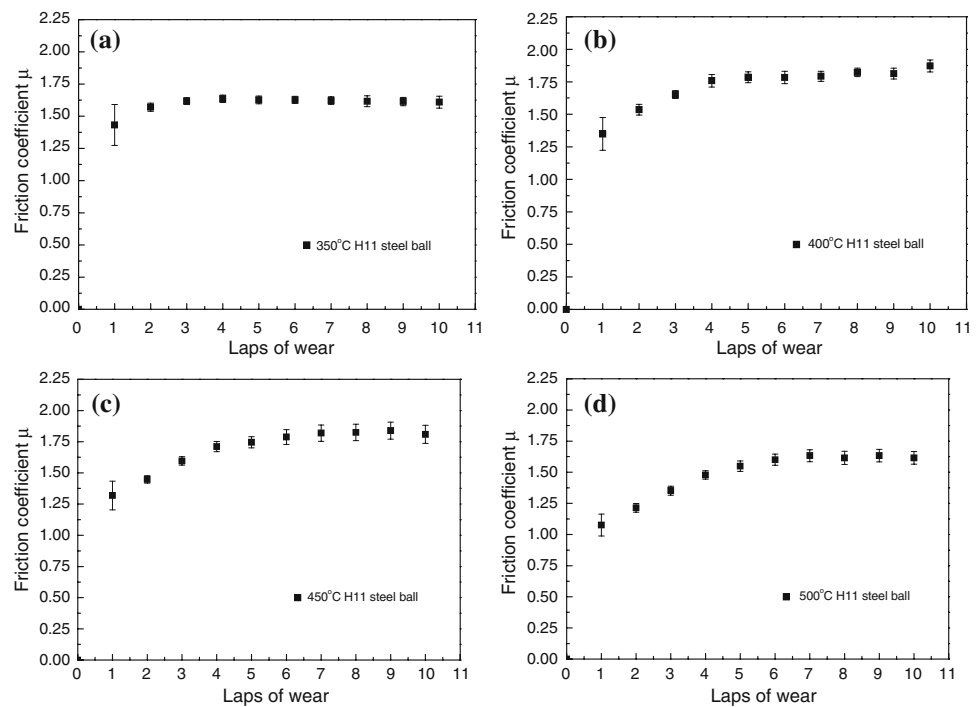 (a)
Friction coefficient μ
2.25
2.00
1.75
1.50
1.25
1.00
0.75
0.50
0.25
0.00
350°C H11 steel ball
0 1 2 3 4 5 6 7 8 9 10 11
Laps of wear
(b)
Friction coefficient μ
2.25
2.00
1.75
1.50
1.25
1.00
0.75
0.50
0.25
0.00
400°C H11 steel ball
0 1 2 3 4 5 6 7 8 9 10 11
Laps of wear
(c)
Friction coefficient μ
2.25
2.00
1.75
1.50
1.25
1.00
0.75
0.50
0.25
0.00
450°C H11 steel ball
0 1 2 3 4 5 6 7 8 9 10 11
Laps of wear
(d)
Friction coefficient μ
2.25
2.00
1.75
1.50
1.25
1.00
0.75
0.50
0.25
0.00
500°C H11 steel ball
0 1 2 3 4 5 6 7 8 9 10 11
Laps of wear